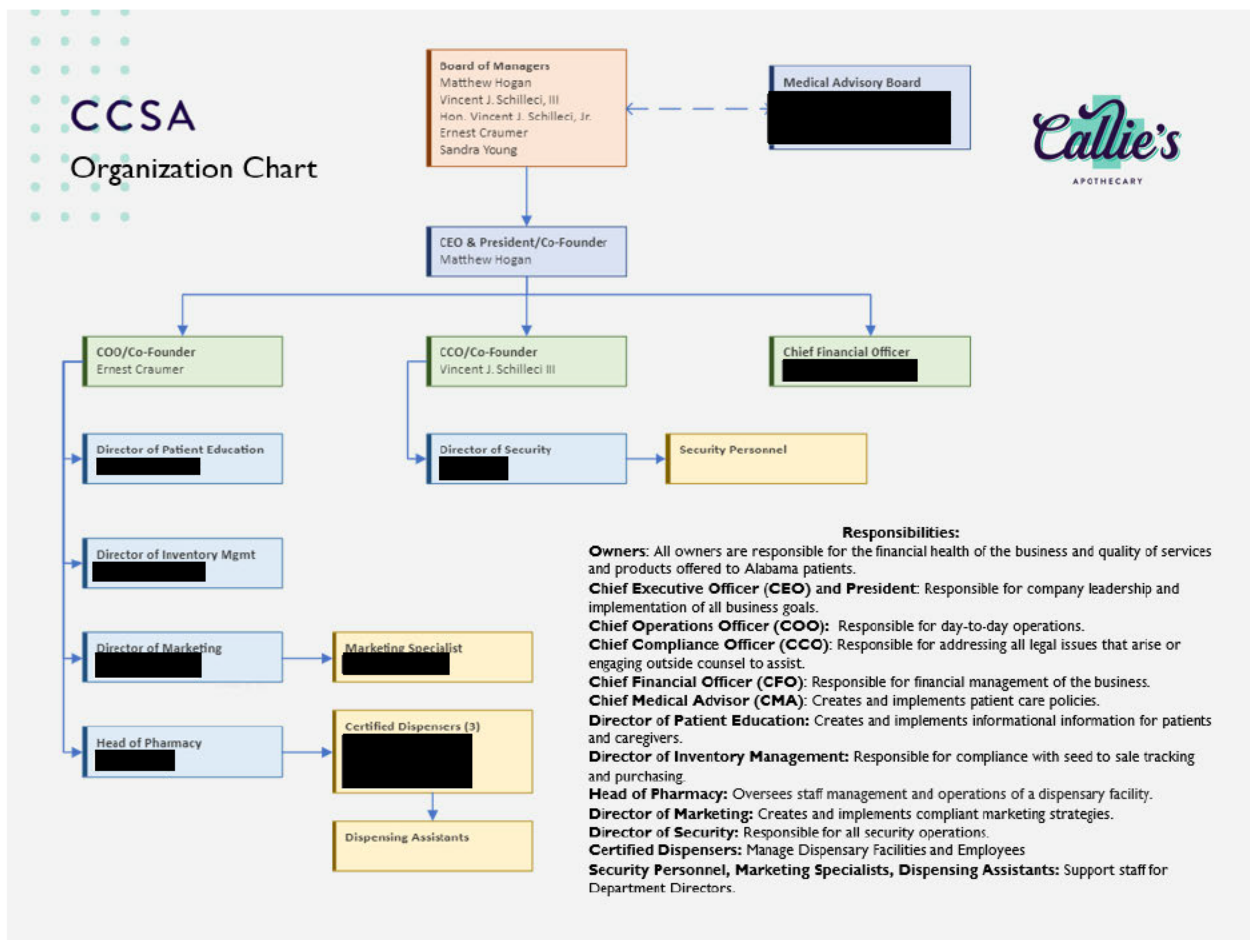 CCSA
Organization Chart
Board of Managers
Matthew Hogan
Vincent J. Schilleci, III
Hon. Vincent J. Schilleci, Jr.
Ernest Craumer
Sandra Young
Medical Advisory Board
Callie's
APOTHECARY
CEO & President/Co-Founder
Matthew Hogan
COO/Co-Founder
Ernest Craumer
CCO/Co-Founder
Vincent J. Schilleci III
Chief Financial Officer
Director of Patient Education
Director of Security
Security Personnel
Director of Inventory Mgmt
Director of Marketing
Marketing Specialist
Head of Pharmacy
Certified Dispensers (3)
Dispensing Assistants
Responsibilities:
Owners: All owners are responsible for the financial health of the business and quality of services
and products offered to Alabama patients.
Chief Executive Officer (CEO) and President: Responsible for company leadership and
implementation of all business goals.
Chief Operations Officer (COO): Responsible for day-to-day operations.
Chief Compliance Officer (CCO): Responsible for addressing all legal issues that arise or
engaging outside counsel to assist.
Chief Financial Officer (CFO): Responsible for financial management of the business.
Chief Medical Advisor (CMA): Creates and implements patient care policies.
Director of Patient Education: Creates and implements informational information for patients
and caregivers.
Director of Inventory Management: Responsible for compliance with seed to sale tracking
and purchasing.
Head of Pharmacy: Oversees staff management and operations of a dispensary facility.
Director of Marketing: Creates and implements compliant marketing strategies.
Director of Security: Responsible for all security operations.
Certified Dispensers: Manage Dispensary Facilities and Employees
Security Personnel, Marketing Specialists, Dispensing Assistants: Support staff for
Department Directors.